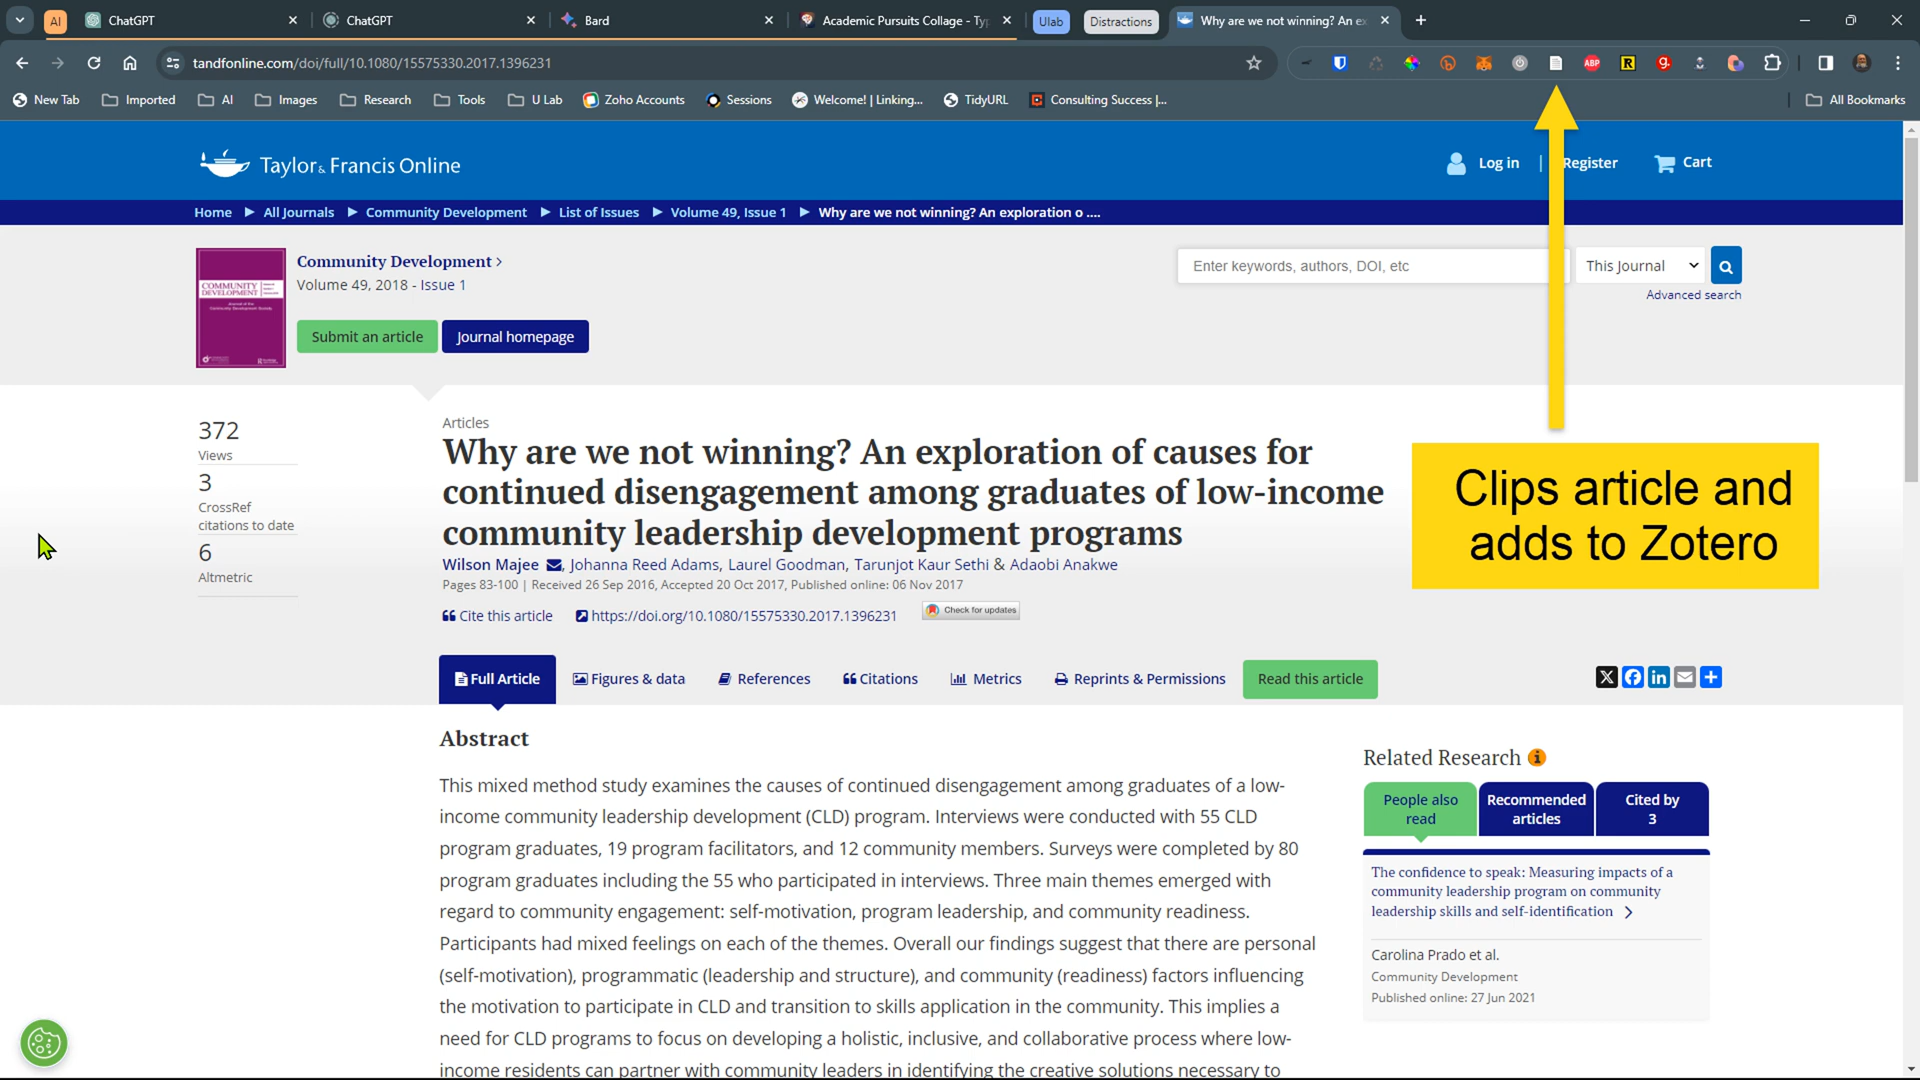 AI
ChatGPT
ChatGPT
Bard
Academic Pursuits Collage - Ty
Ulab
Distractions
Why are we not winning? An ex
tandfonline.com/doi/full/10.1080/15575330.2017.1396231
ABP
R
g.
New Tab
Imported
AI
Images
Research
Tools
U Lab
Zoho Accounts
Sessions
Welcome! | Linking...
TidyURL
Consulting Success |...
All Bookmarks
Taylor & Francis Online
Log in
Register
Cart
Home
All Journals
Community Development
List of Issues
Volume 49, Issue 1
Why are we not winning? An exploration o ....
COMMUNITY
DEVELOPMENT
Community Development >
Volume 49, 2018 - Issue 1
Submit an article
Journal homepage
Enter keywords, authors, DOI, etc
This Journal
Advanced search
372
Views
3
CrossRef
citations to date
6
Altmetric
Articles
Why are we not winning? An exploration of causes for
continued disengagement among graduates of low-income
community leadership development programs
Wilson Majee, Johanna Reed Adams, Laurel Goodman, Tarunjot Kaur Sethi & Adaobi Anakwe
Pages 83-100 | Received 26 Sep 2016, Accepted 20 Oct 2017, Published online: 06 Nov 2017
Cite this article
https://doi.org/10.1080/15575330.2017.1396231
Check for updates
Clips article and
adds to Zotero
Full Article
Figures & data
References
Citations
Metrics
Reprints & Permissions
Read this article
X
in
Abstract
This mixed method study examines the causes of continued disengagement among graduates of a low-
income community leadership development (CLD) program. Interviews were conducted with 55 CLD
program graduates, 19 program facilitators, and 12 community members. Surveys were completed by 80
program graduates including the 55 who participated in interviews. Three main themes emerged with
regard to community engagement: self-motivation, program leadership, and community readiness.
Participants had mixed feelings on each of the themes. Overall our findings suggest that there are personal
(self-motivation), programmatic (leadership and structure), and community (readiness) factors influencing
the motivation to participate in CLD and transition to skills application in the community. This implies a
need for CLD programs to focus on developing a holistic, inclusive, and collaborative process where low-
income residents can partner with community leaders in identifying the creative solutions necessary to
Related Research
People also
read
Recommended
articles
Cited by
3
The confidence to speak: Measuring impacts of a
community leadership program on community
leadership skills and self-identification
Carolina Prado et al.
Community Development
Published online: 27 Jun 2021